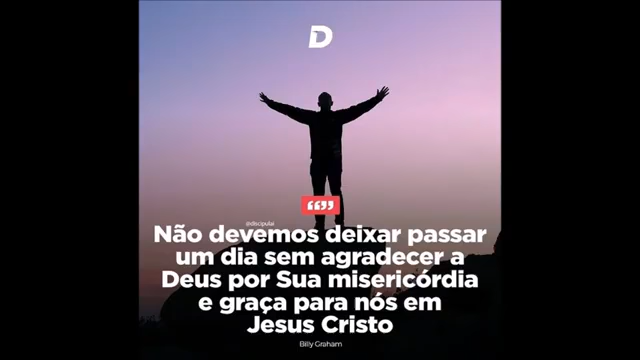 D
@discipulai
Não devemos deixar passar
um dia sem agradecer a
Deus por Sua misericórdia
e graça para nós em
Jesus Cristo
Billy Graham